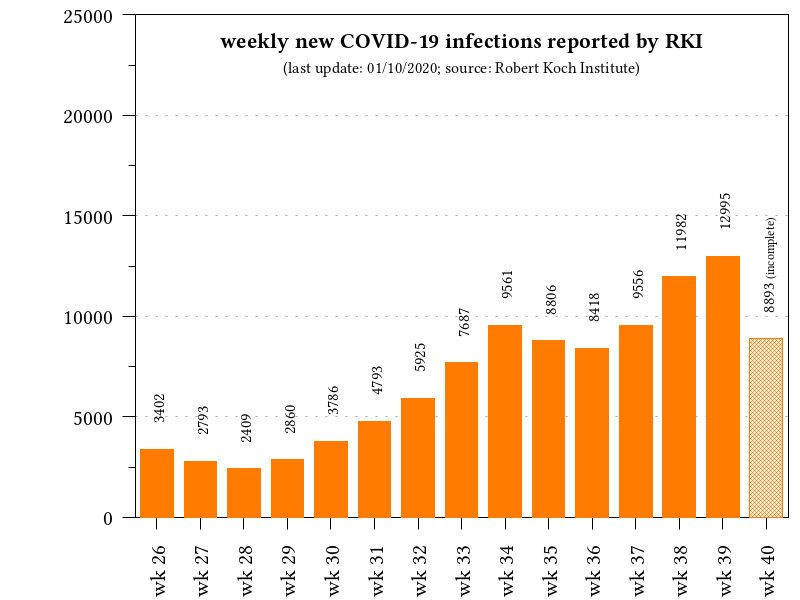 weekly new COVID-19 infections reported by RKI
(last update: 01/10/2020; source: Robert Koch Institute)
25000
20000
15000
10000
5000
0
3402
2793
2409
2860
3786
4793
5925
7687
9561
8806
8418
9556
11982
12995
8893 (incomplete)
wk 26
wk 27
wk 28
wk 29
wk 30
wk 31
wk 32
wk 33
wk 34
wk 35
wk 36
wk 37
wk 38
wk 39
wk 40